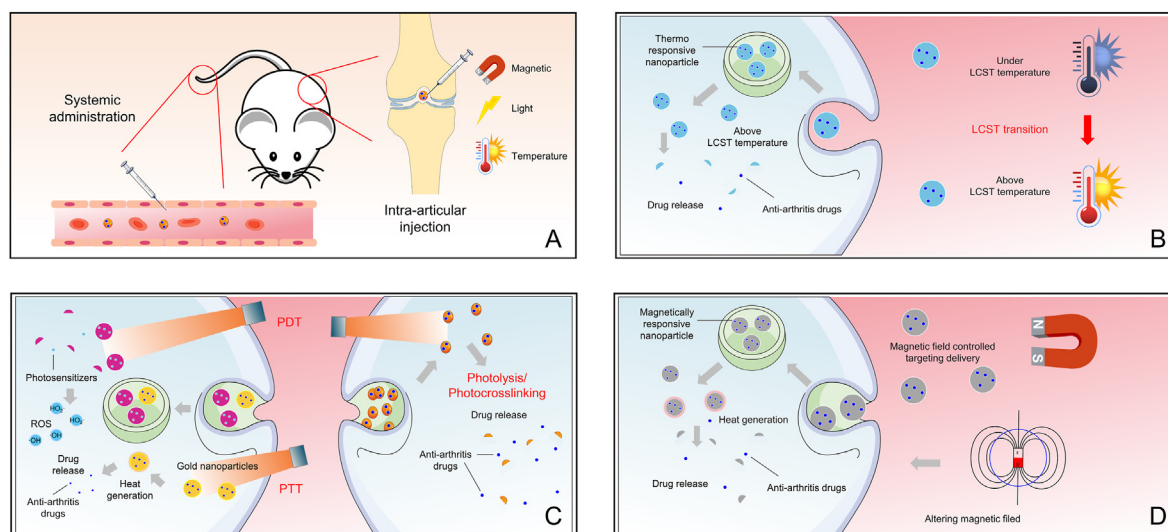 Systemic
administration
Magnetic
Light
Temperature
Intra-articular
injection
A
Thermo
responsive
nanoparticle
Above
LCST temperature
Drug release
Anti-arthritis drugs
Under
LCST temperature
LCST transition
Above
LCST temperature
B
PDT
Photosensitizers
ROS
HO₂
HO₂
·OH
·OH
Drug
release
Anti-arthritis
drugs
Heat
generation
Gold nanoparticles
PTT
Photolysis/
Photocrosslinking
Drug release
Anti-arthritis
drugs
C
Magnetically
responsive
nanoparticle
Heat generation
Drug release
Anti-arthritis drugs
Magnetic field controlled
targeting delivery
N
S
Altering magnetic filed
D